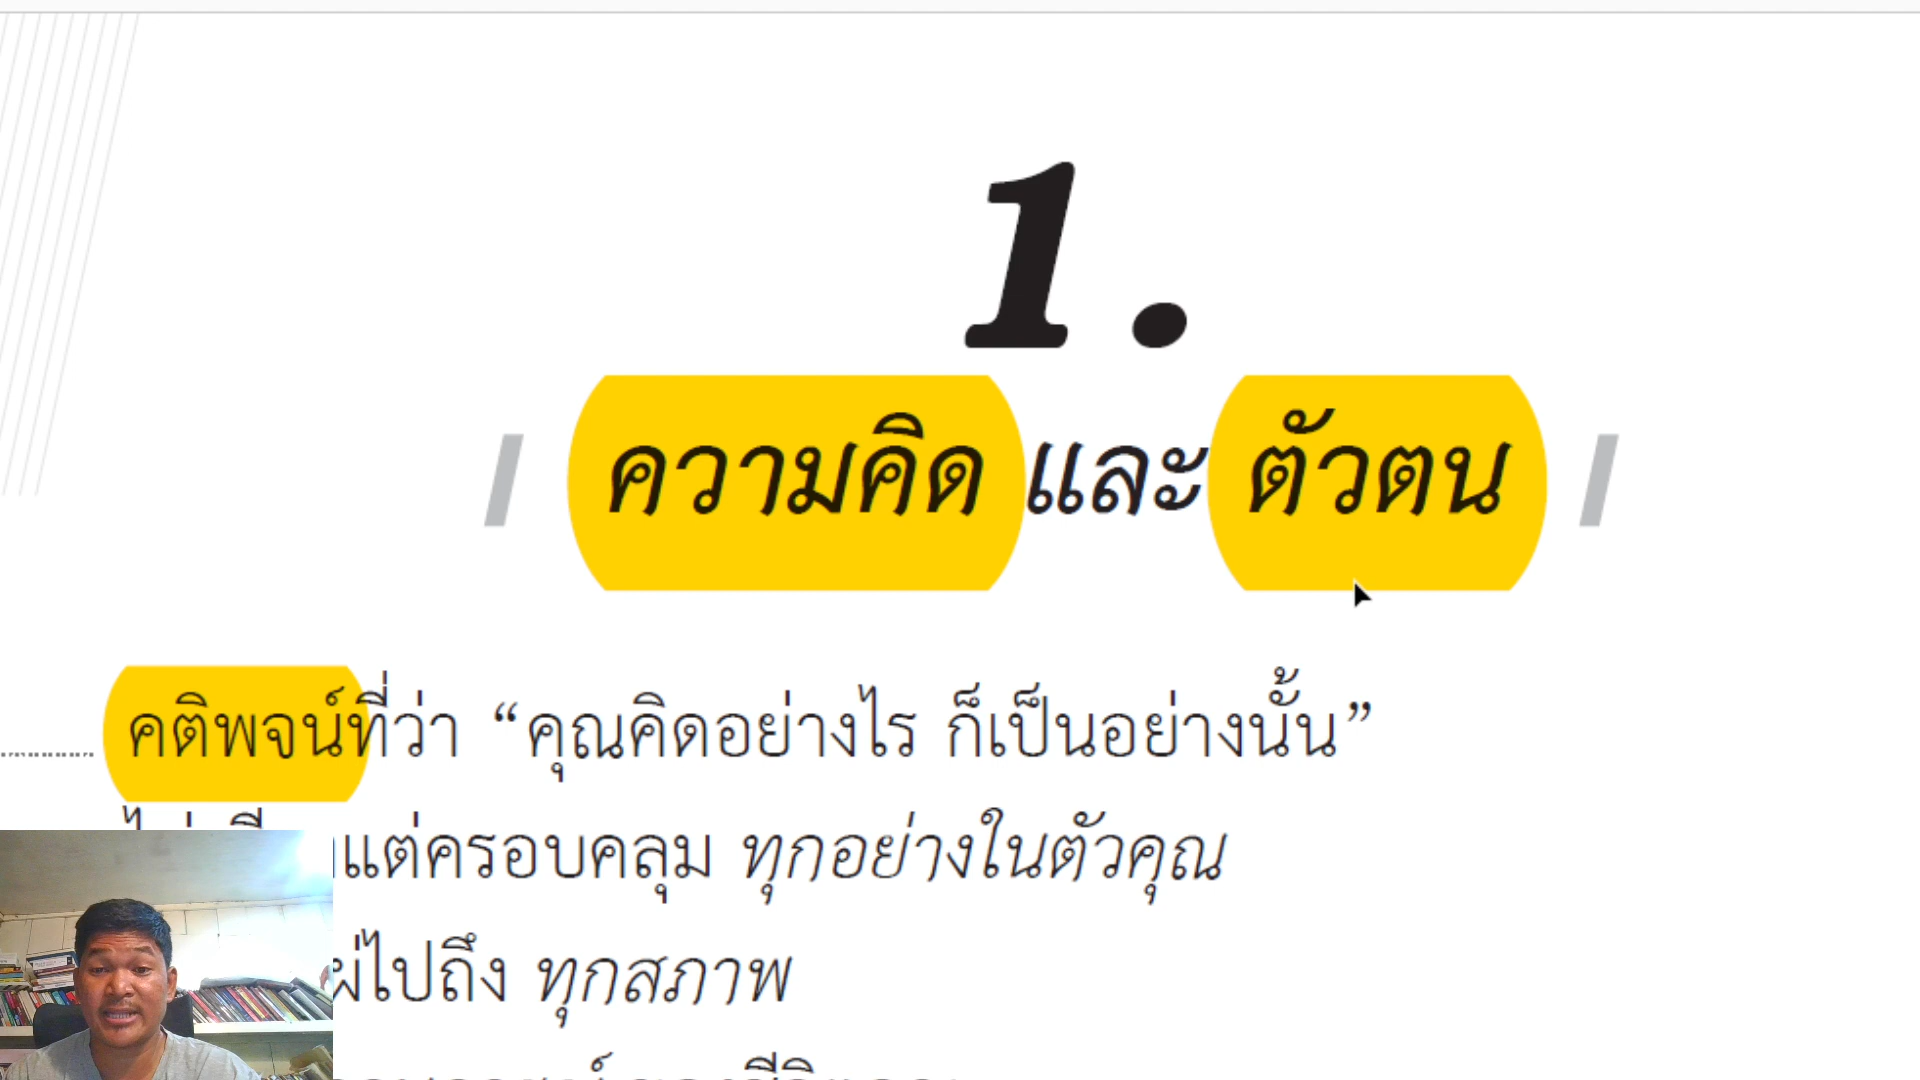 1.
ความคิดและตัวตน
คติพจน์ที่ว่า “คุณคิดอย่างไร ก็เป็นอย่างนั้น”
แต่ครอบคลุม ทุกอย่างในตัวคุณ
ไปถึง ทุกสภาพ